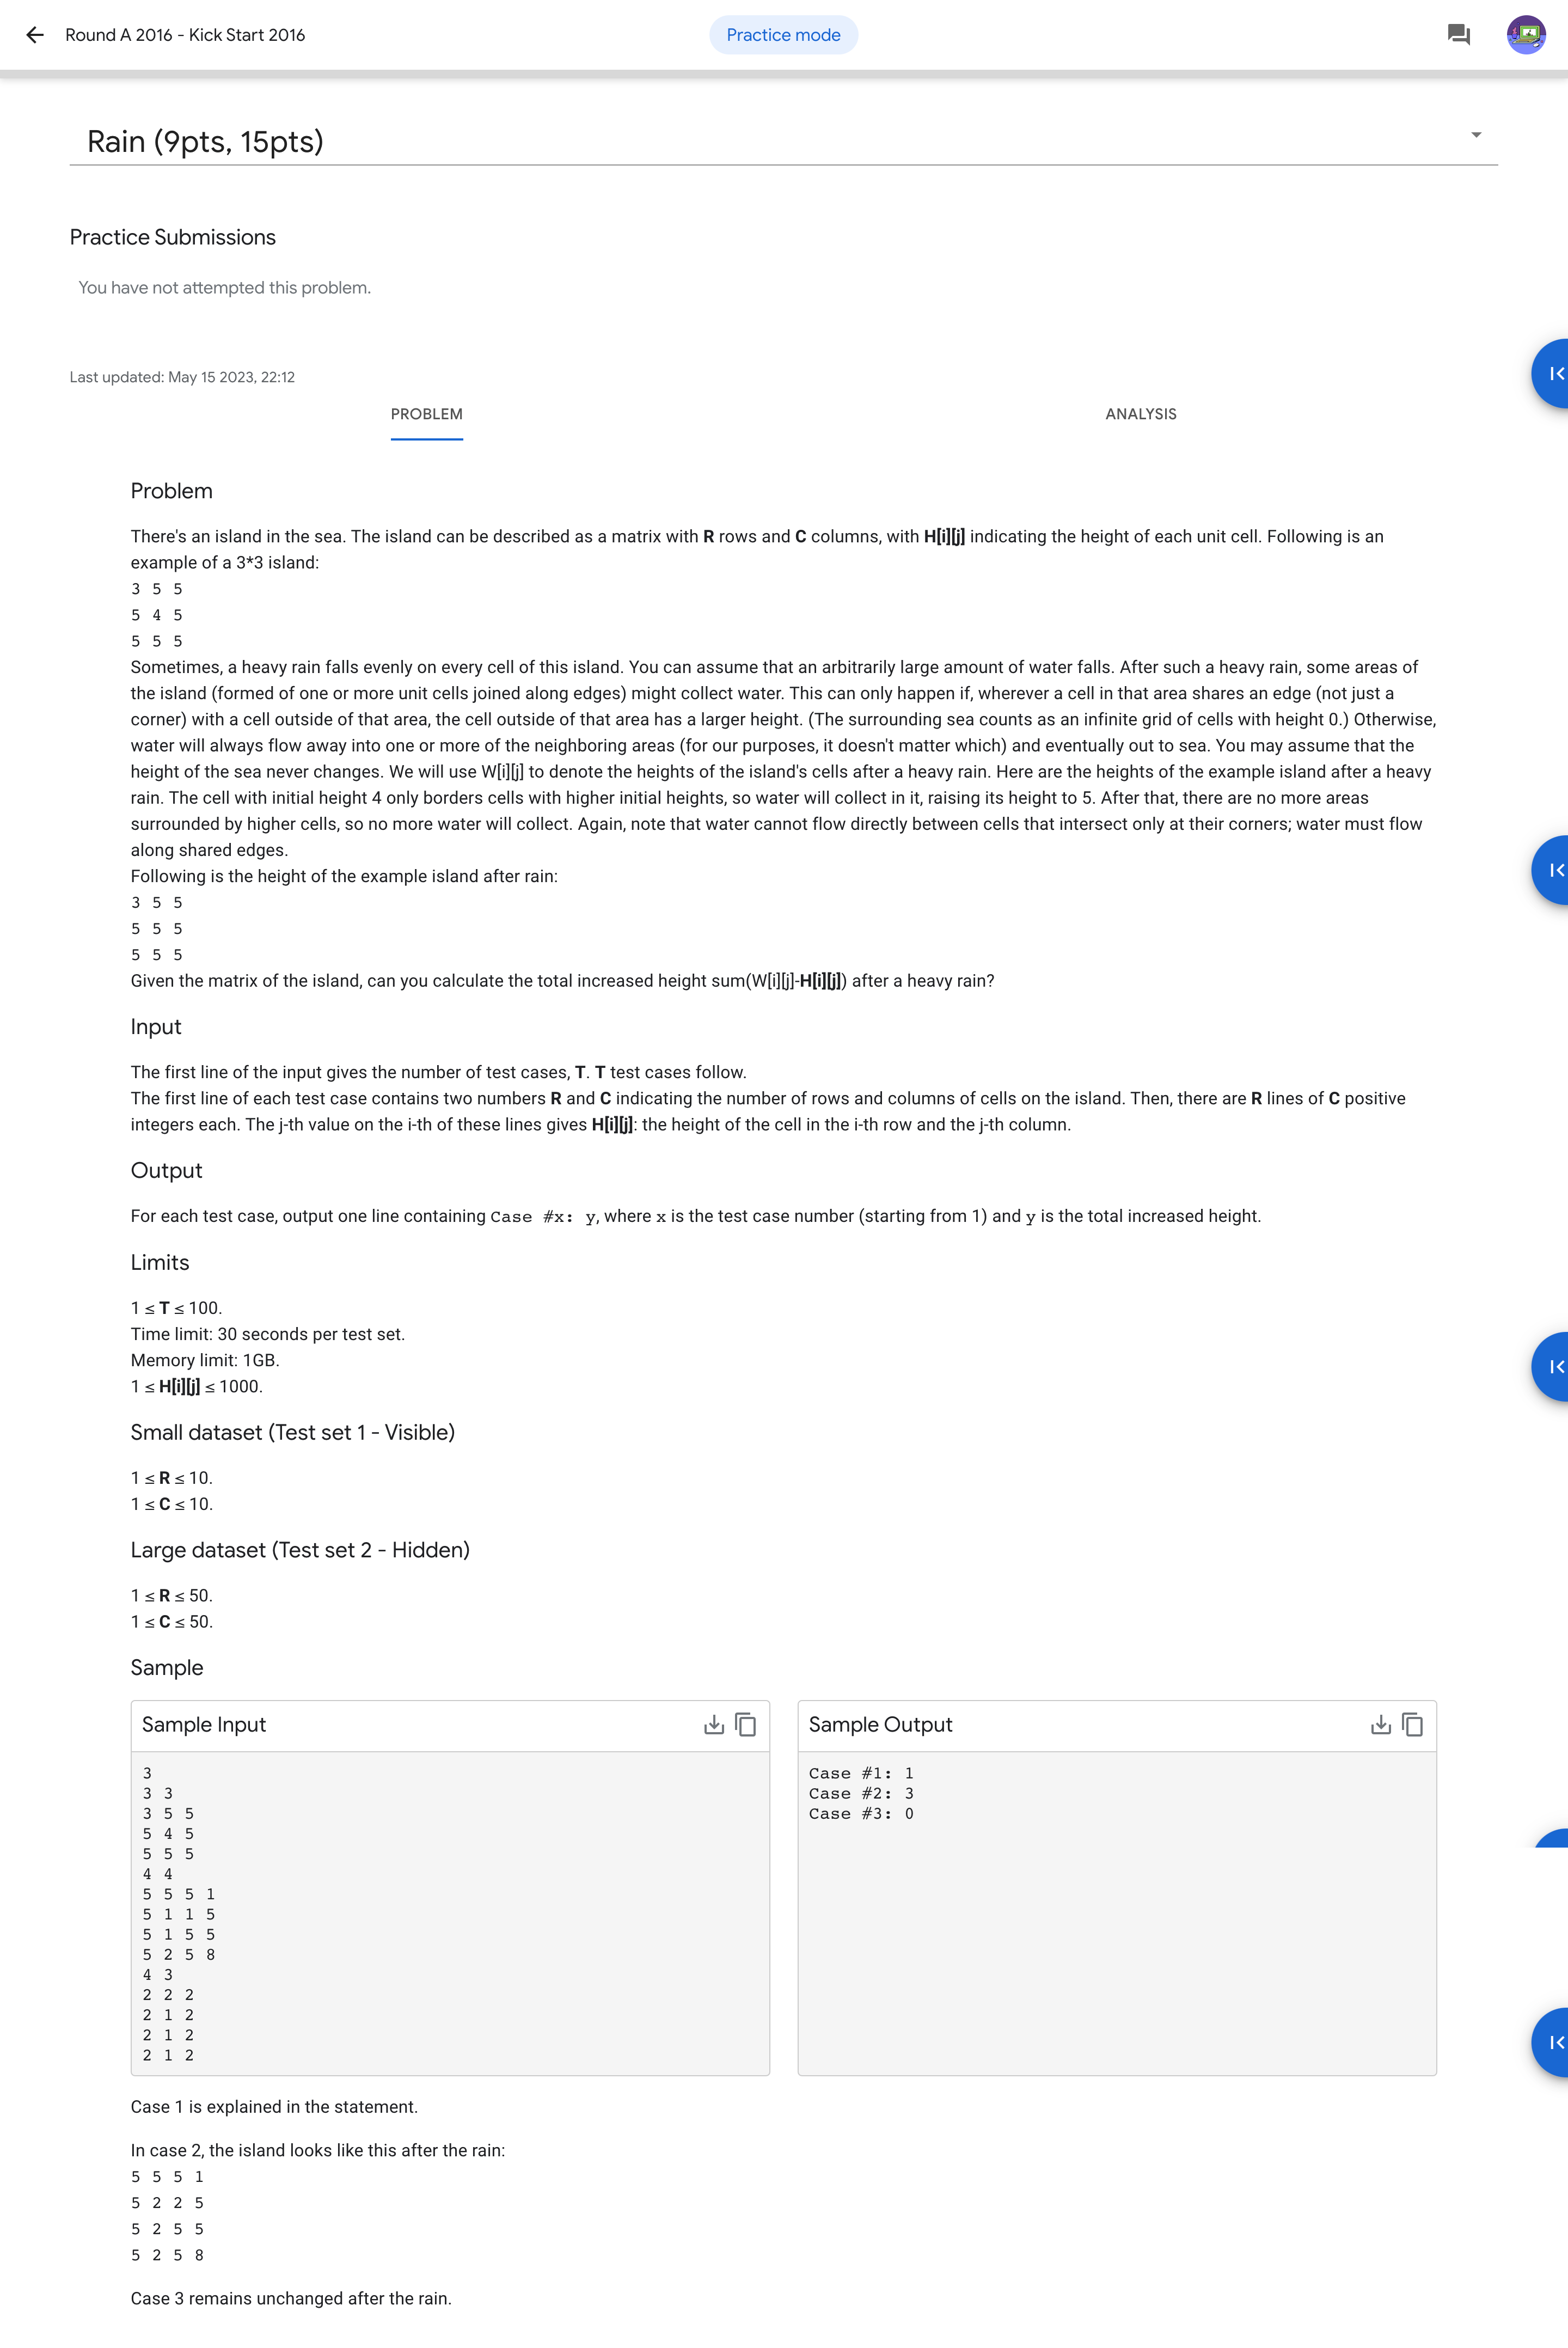 Round A 2016 - Kick Start 2016
Practice mode
Rain (9pts, 15pts)
Practice Submissions
You have not attempted this problem.
Last updated: May 15 2023, 22:12
PROBLEM
ANALYSIS
Problem
There's an island in the sea. The island can be described as a matrix with R rows and C columns, with H[i][j] indicating the height of each unit cell. Following is an
example of a 3*3 island:
3 5 5
5 4 5
5 5 5
Sometimes, a heavy rain falls evenly on every cell of this island. You can assume that an arbitrarily large amount of water falls. After such a heavy rain, some areas of
the island (formed of one or more unit cells joined along edges) might collect water. This can only happen if, wherever a cell in that area shares an edge (not just a
corner) with a cell outside of that area, the cell outside of that area has a larger height. (The surrounding sea counts as an infinite grid of cells with height 0.) Otherwise,
water will always flow away into one or more of the neighboring areas (for our purposes, it doesn't matter which) and eventually out to sea. You may assume that the
height of the sea never changes. We will use W[i][j] to denote the heights of the island's cells after a heavy rain. Here are the heights of the example island after a heavy
rain. The cell with initial height 4 only borders cells with higher initial heights, so water will collect in it, raising its height to 5. After that, there are no more areas
surrounded by higher cells, so no more water will collect. Again, note that water cannot flow directly between cells that intersect only at their corners; water must flow
along shared edges.
Following is the height of the example island after rain:
3 5 5
5 5 5
5 5 5
Given the matrix of the island, can you calculate the total increased height sum(W[i][j]-H[i][j]) after a heavy rain?
Input
The first line of the input gives the number of test cases, T. T test cases follow.
The first line of each test case contains two numbers R and C indicating the number of rows and columns of cells on the island. Then, there are R lines of C positive
integers each. The j-th value on the i-th of these lines gives H[i][j]: the height of the cell in the i-th row and the j-th column.
Output
For each test case, output one line containing Case #x: y, where x is the test case number (starting from 1) and y is the total increased height.
Limits
1 ≤ T ≤ 100.
Time limit: 30 seconds per test set.
Memory limit: 1GB.
1 ≤ H[i][j] ≤ 1000.
Small dataset (Test set 1 - Visible)
1 ≤ R ≤ 10.
1 ≤ C ≤ 10.
Large dataset (Test set 2 - Hidden)
1 ≤ R ≤ 50.
1 ≤ C ≤ 50.
Sample
Sample Input
3
3 3
3 5 5
5 4 5
5 5 5
4 4
5 5 5 1
5 1 1 5
5 1 5 5
5 2 5 8
4 3
2 2 2
2 1 2
2 1 2
2 1 2
Sample Output
Case #1: 1
Case #2: 3
Case #3: 0
Case 1 is explained in the statement.
In case 2, the island looks like this after the rain:
5 5 5 1
5 2 2 5
5 2 5 5
5 2 5 8
Case 3 remains unchanged after the rain.